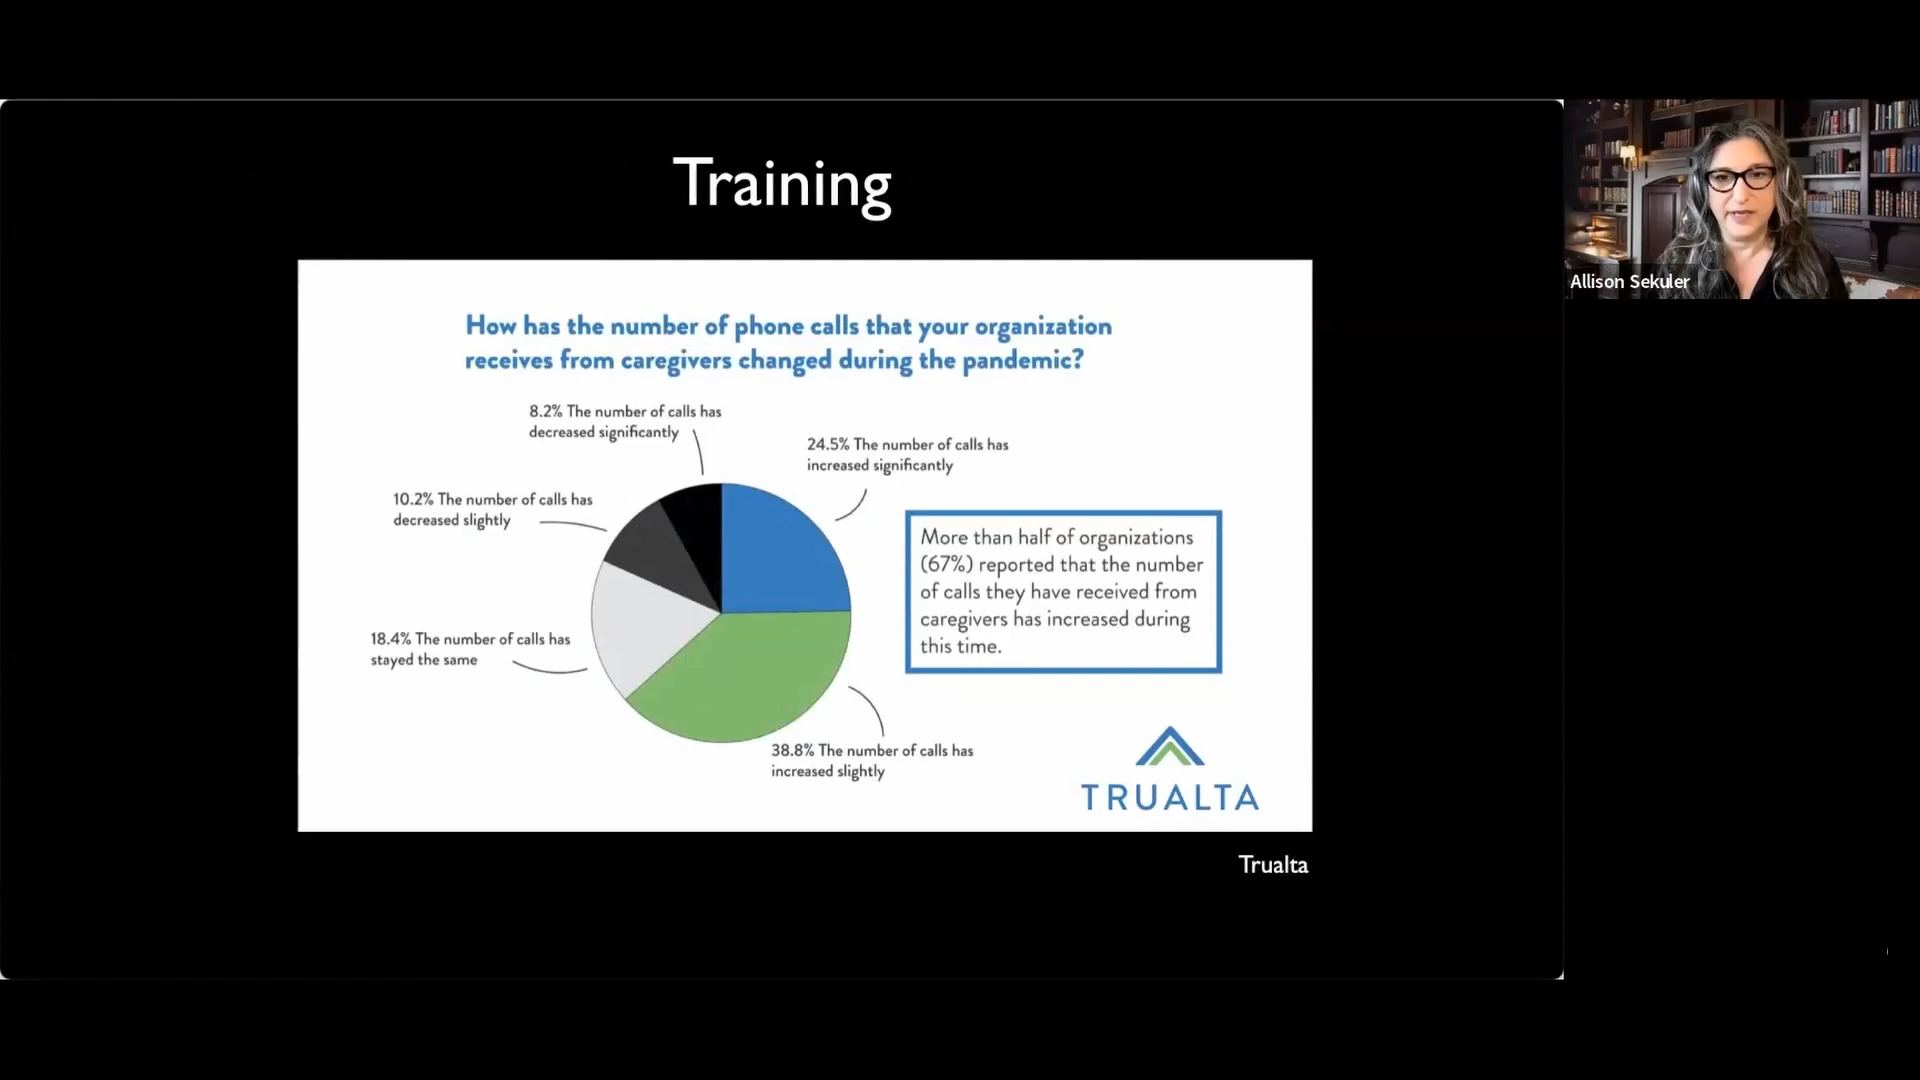 Training
How has the number of phone calls that your organization
receives from caregivers changed during the pandemic?
8.2% The number of calls has
decreased significantly
24.5% The number of calls has
increased significantly
10.2% The number of calls has
decreased slightly
18.4% The number of calls has
stayed the same
38.8% The number of calls has
increased slightly
More than half of organizations
(67%) reported that the number
of calls they have received from
caregivers has increased during
this time.
TRUALTA
Trualta
Allison Sekuler